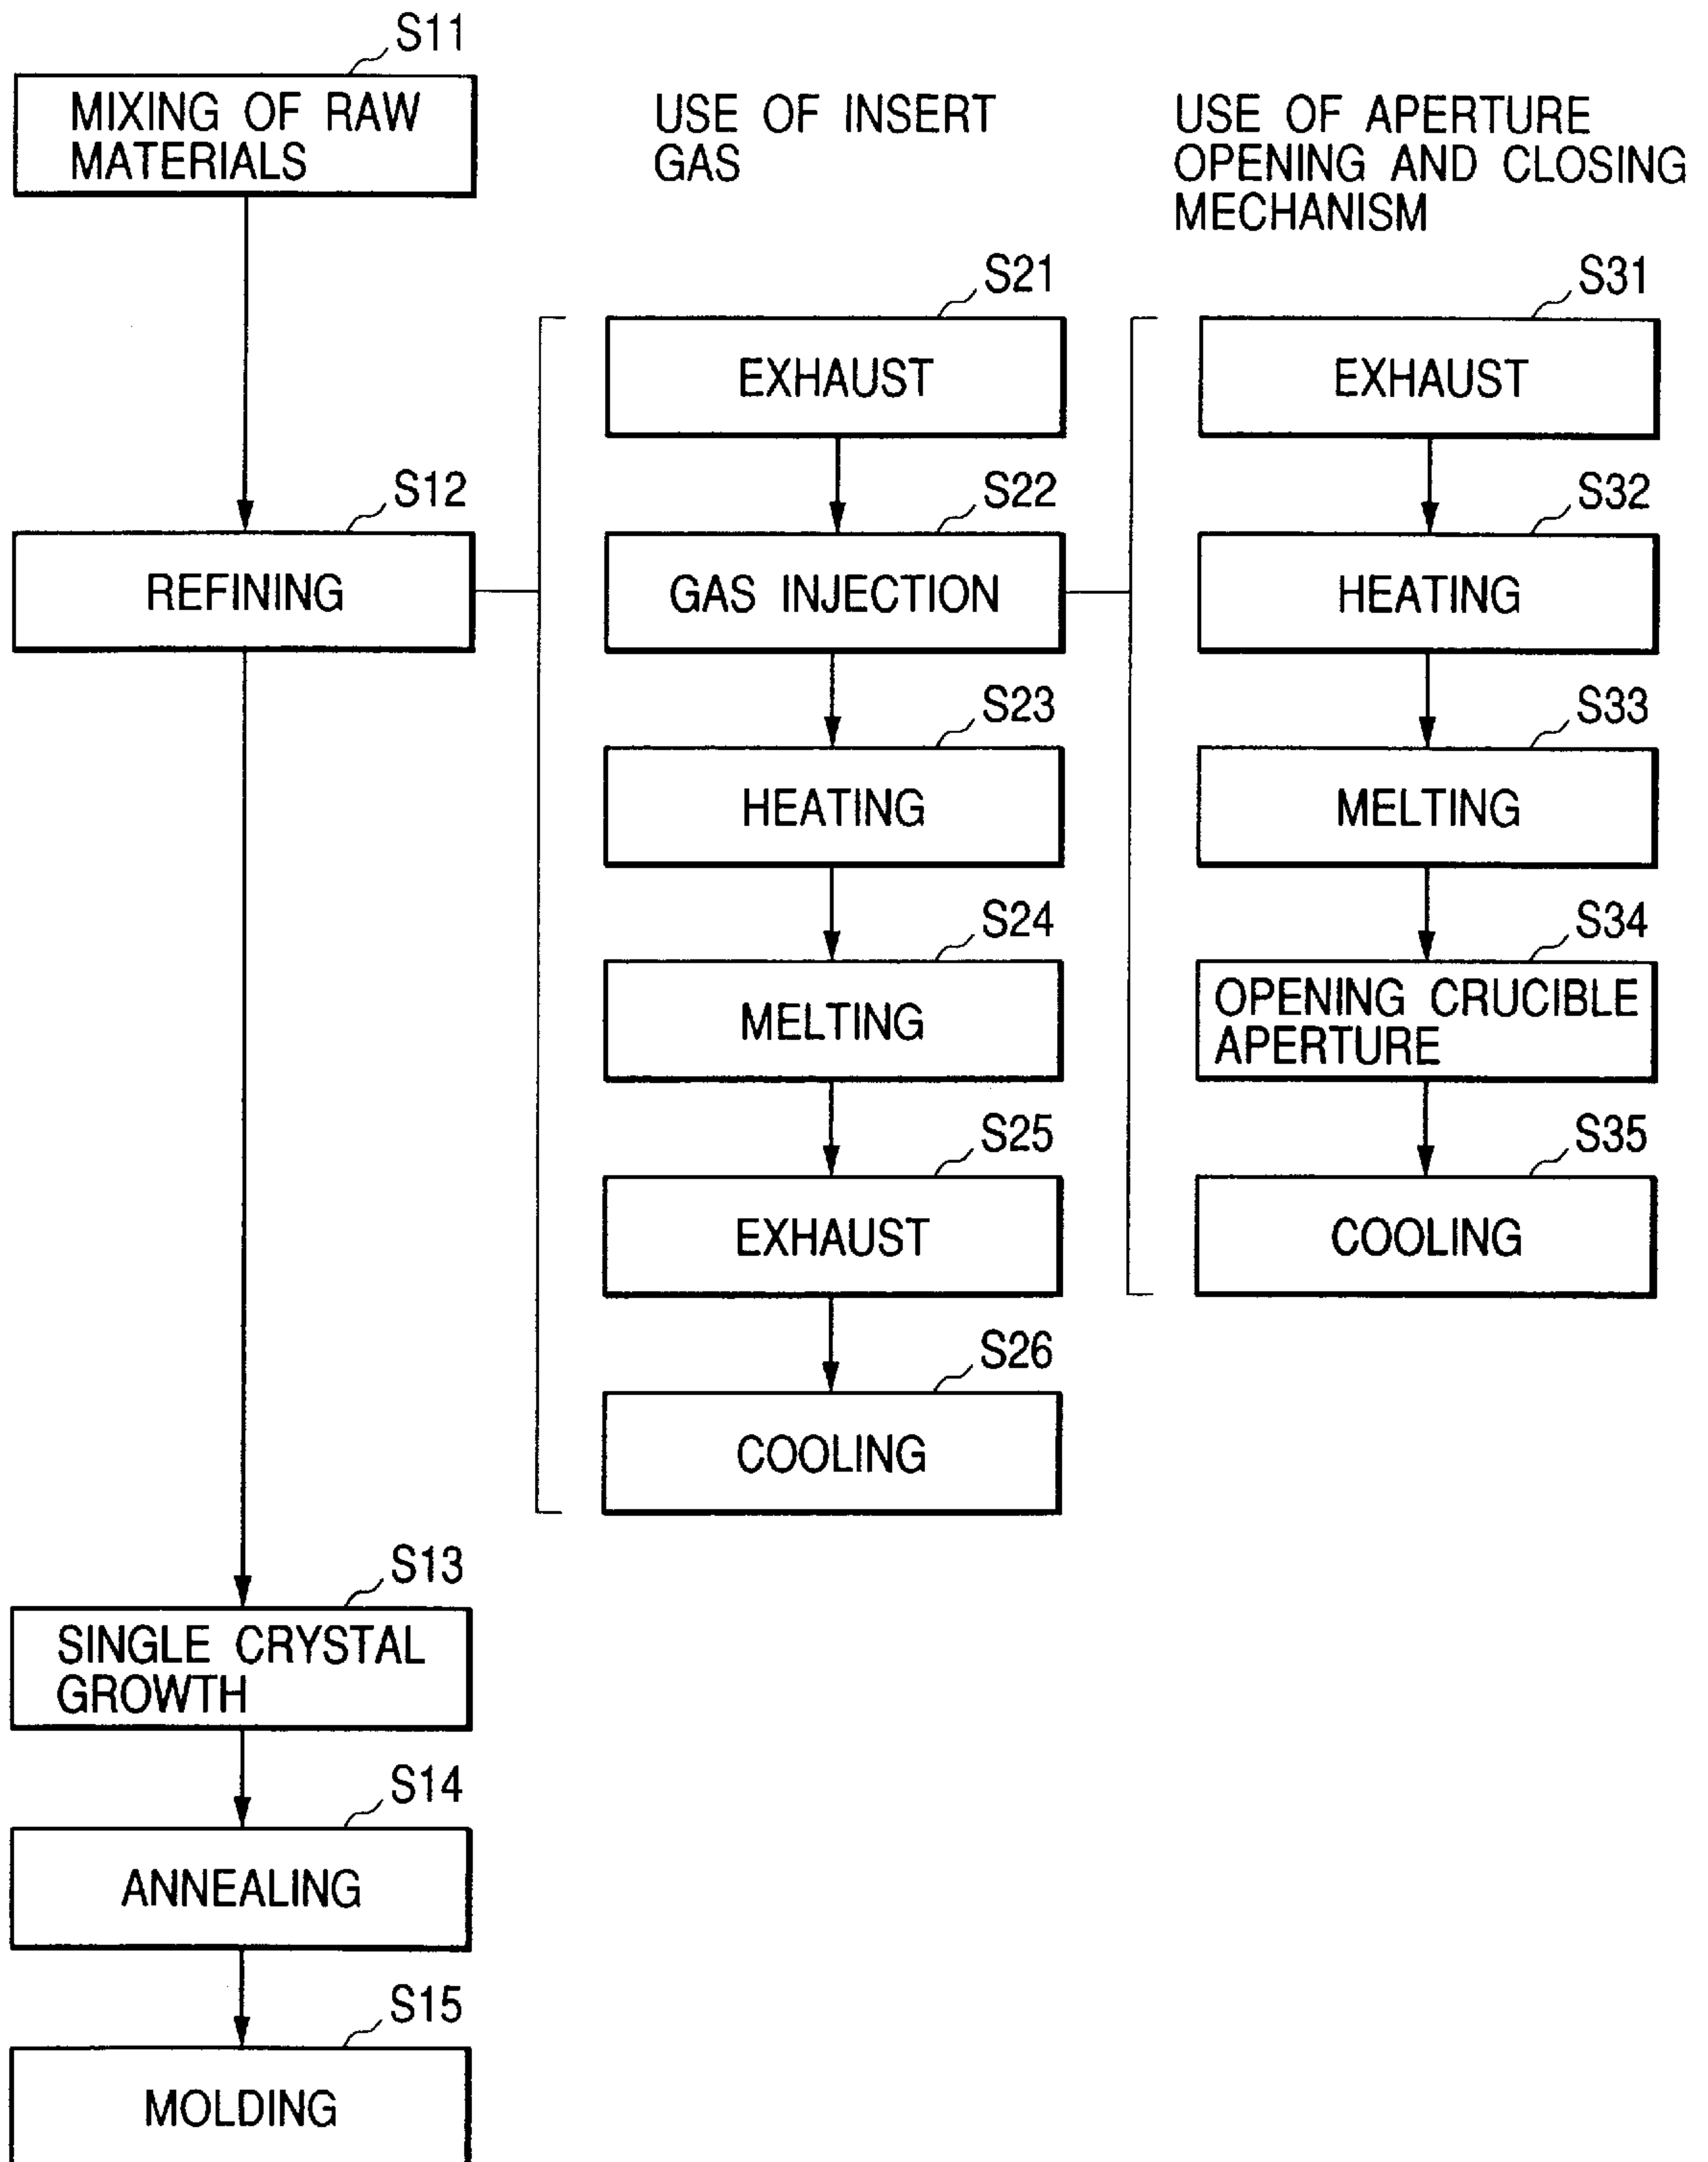 S11
MIXING OF RAW
MATERIALS
S12
REFINING
S13
SINGLE CRYSTAL
GROWTH
S14
ANNEALING
S15
MOLDING
USE OF INSERT
GAS
S21
EXHAUST
S22
GAS INJECTION
S23
HEATING
S24
MELTING
S25
EXHAUST
S26
COOLING
USE OF APERTURE
OPENING AND CLOSING
MECHANISM
S31
EXHAUST
S32
HEATING
S33
MELTING
S34
OPENING CRUCIBLE
APERTURE
S35
COOLING